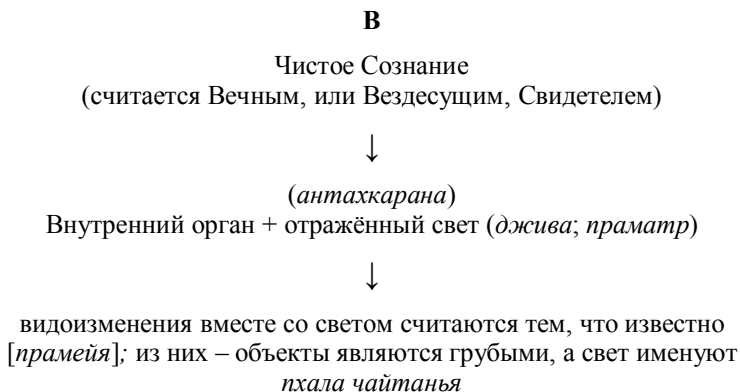 В
Чистое Сознание
(считается Вечным, или Вездесущим, Свидетелем)
↓
(антахкарана)
Внутренний орган + отражённый свет (джива; праматр)
↓
видоизменения вместе со светом считаются тем, что известно
[прамейя]; из них – объекты являются грубыми, а свет именуют
пхала чайтанья